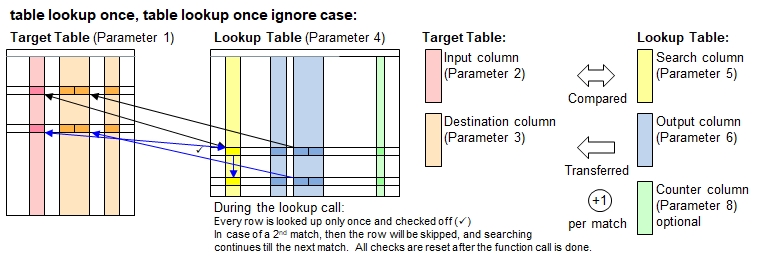 table lookup once, table lookup once ignore case:
Target Table (Parameter 1)
Lookup Table (Parameter 4)
✓
During the lookup call:
Every row is looked up only once and checked off (✓)
In case of a 2nd match, then the row will be skipped, and searching
continues till the next match. All checks are reset after the function call is done.
Target Table:
Input column
(Parameter 2)
Destination column
(Parameter 3)
Compared
Transferred
+1
per match
Lookup Table:
Search column
(Parameter 5)
Output column
(Parameter 6)
Counter column
(Parameter 8)
optional